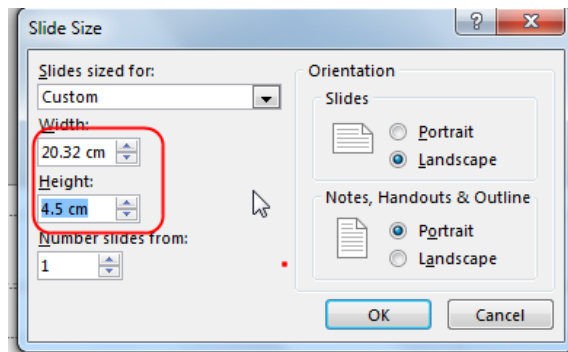 Slide Size
Slides sized for:
Custom
Width:
20.32 cm
Height:
4.5 cm
Number slides from:
1
Orientation
Slides
Portrait
Landscape
Notes, Handouts & Outline
Portrait
Landscape
OK
Cancel